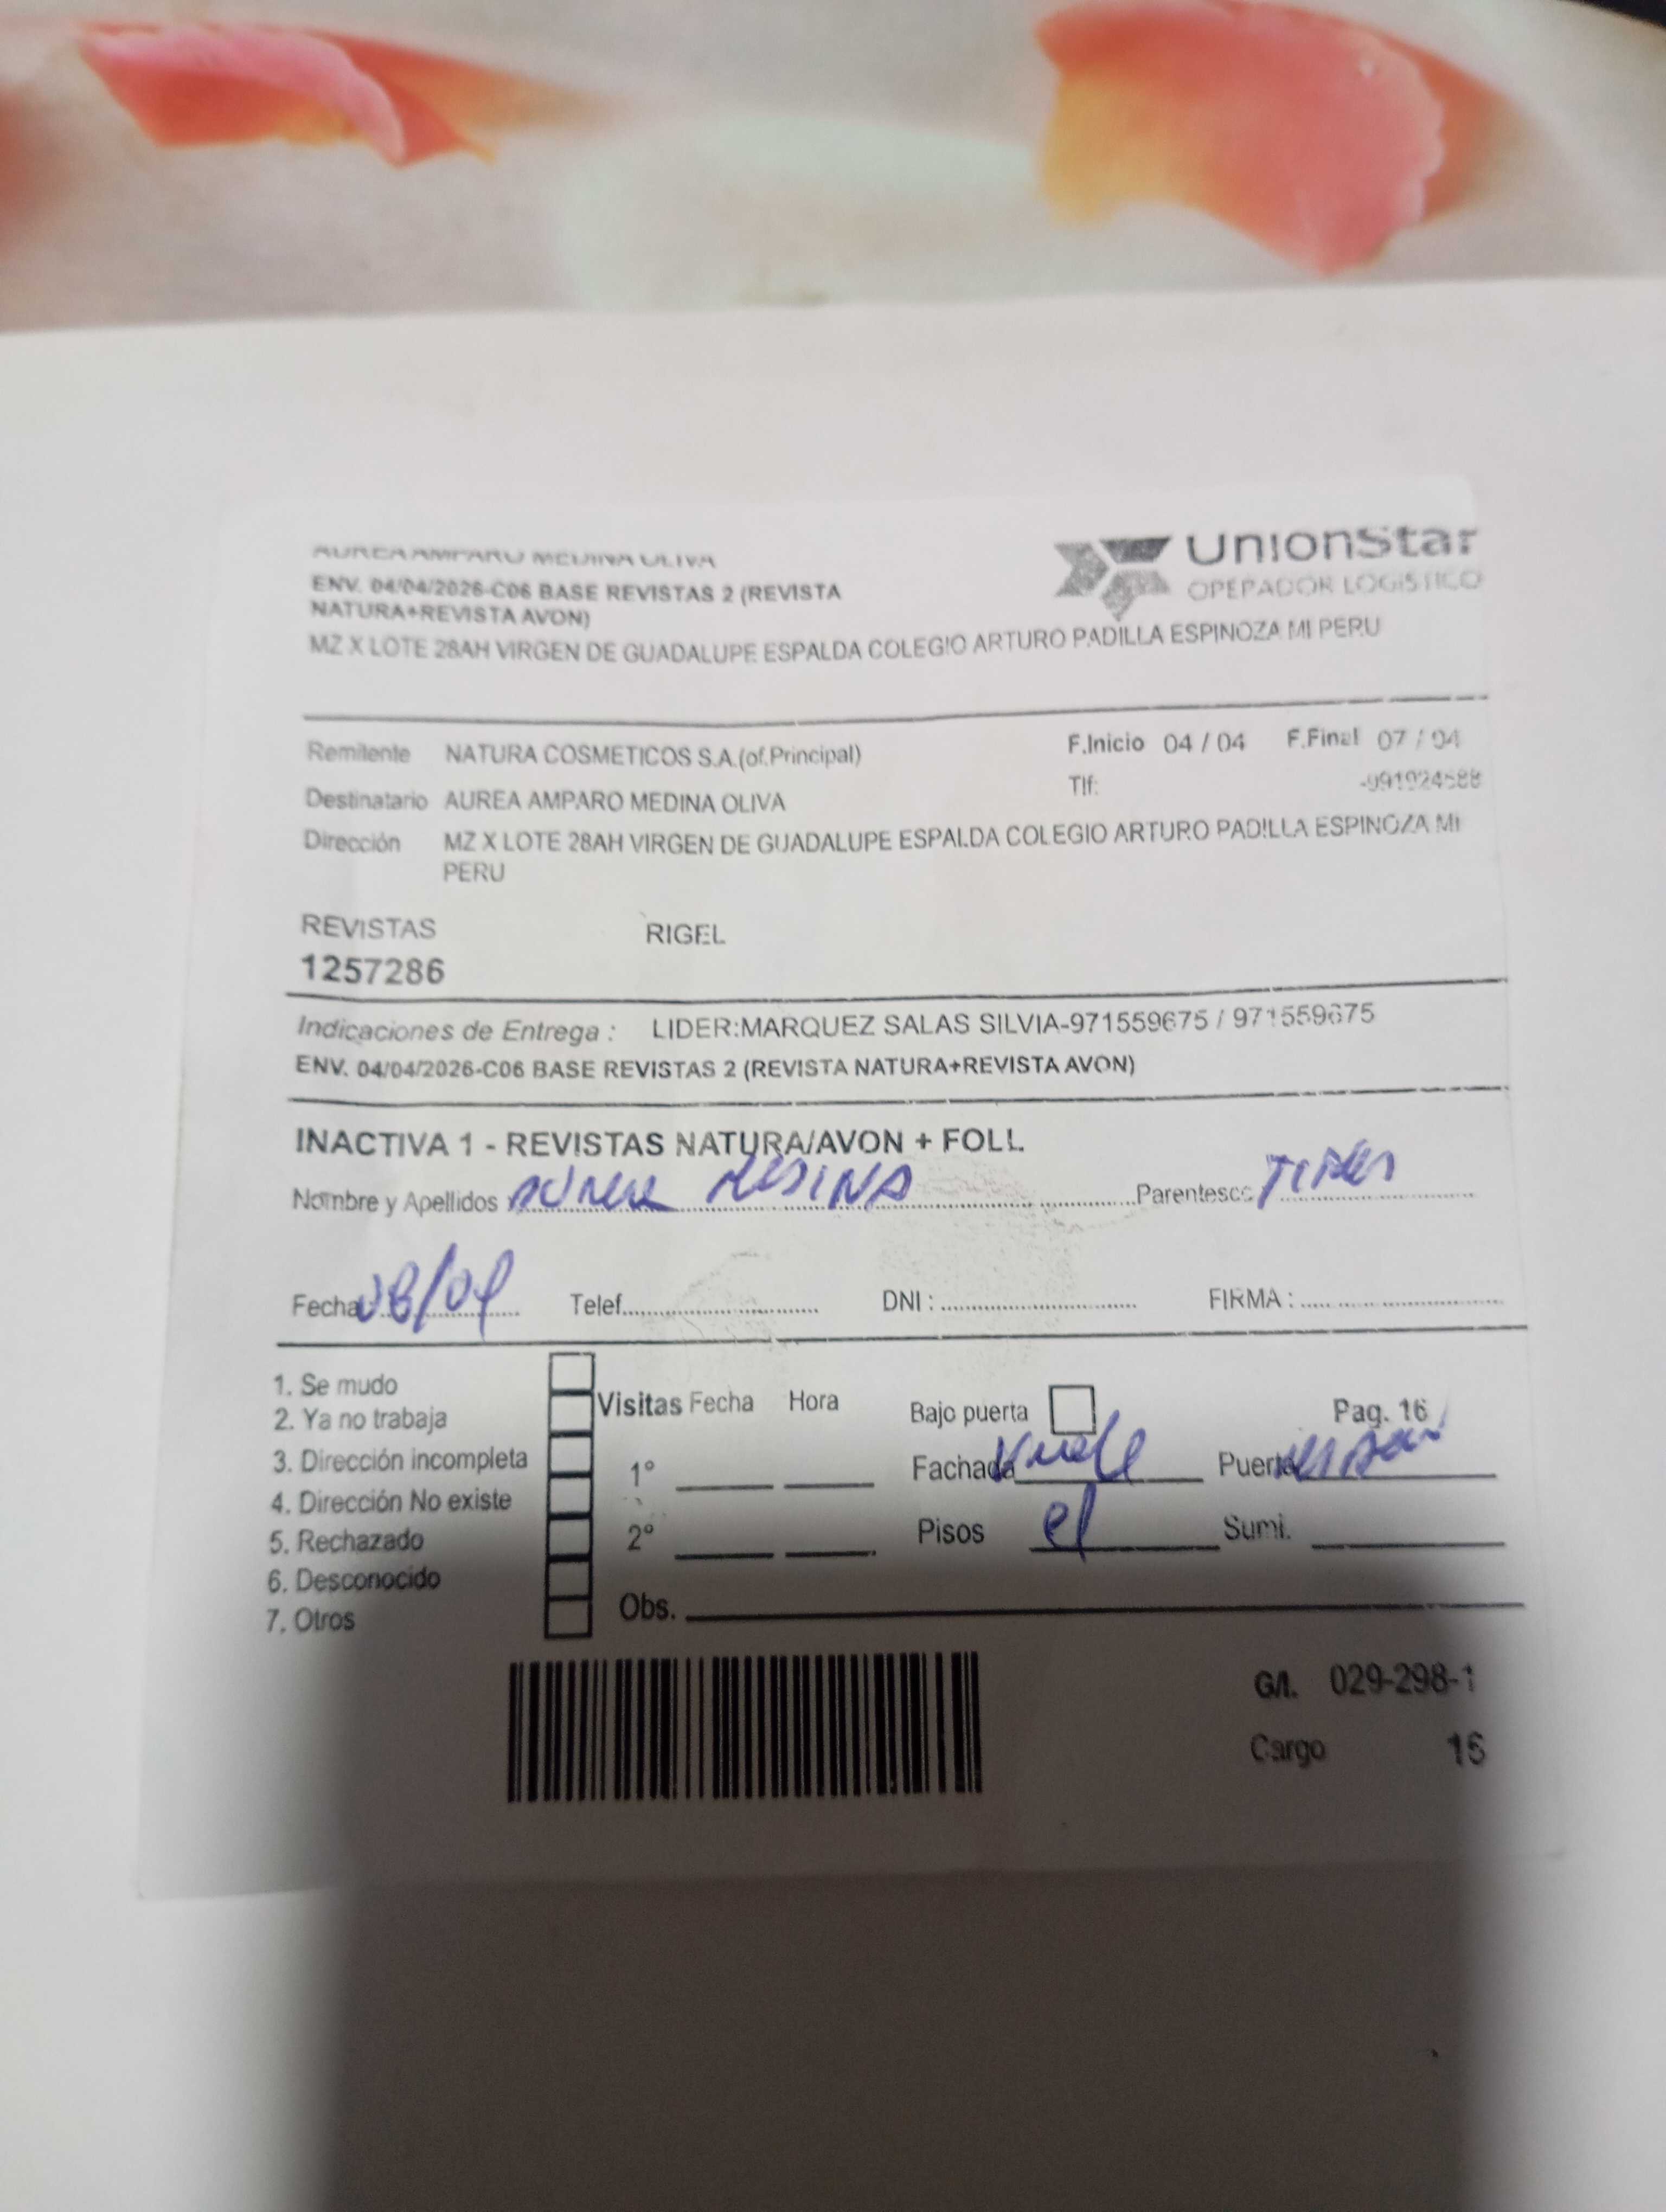 AUREA AMPARO MEDINA OLIVA
UnionStar
OPERADOR LOGISTICO
ENV. 04/04/2026-C06 BASE REVISTAS 2 (REVISTA
NATURA+REVISTA AVON)
MZ X LOTE 28AH VIRGEN DE GUADALUPE ESPALDA COLEGIO ARTURO PADILLA ESPINOZA MI PERU
Remitente NATURA COSMETICOS S.A.(of.Principal) F.Inicio 04 / 04 F.Final 07 / 04
Tlf:
Destinatario AUREA AMPARO MEDINA OLIVA
Dirección MZ X LOTE 28AH VIRGEN DE GUADALUPE ESPALDA COLEGIO ARTURO PADILLA ESPINOZA MI
PERU
REVISTAS RIGEL
1257286
Indicaciones de Entrega : LIDER:MARQUEZ SALAS SILVIA-971559675 / 971559675
ENV. 04/04/2026-C06 BASE REVISTAS 2 (REVISTA NATURA+REVISTA AVON)
INACTIVA 1 - REVISTAS NATURA/AVON + FOLL.
Nombre y Apellidos MEDINA Parentesco
Fecha 08/04 Telef. DNI : FIRMA :
1. Se mudo
2. Ya no trabaja
3. Dirección incompleta
4. Dirección No existe
5. Rechazado
6. Desconocido
7. Otros
Visitas Fecha Hora
1°
2°
Obs.
Bajo puerta Pag. 16
Fachada Puerta
Pisos Sumi.
G/l. 029-298-1
Cargo 16